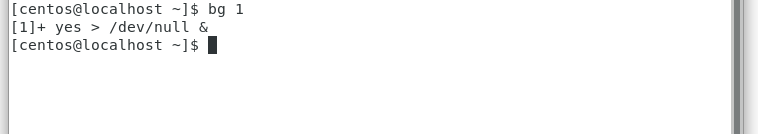 [centos@localhost ~]$ bg 1
[1]+ yes > /dev/null &
[centos@localhost ~]$